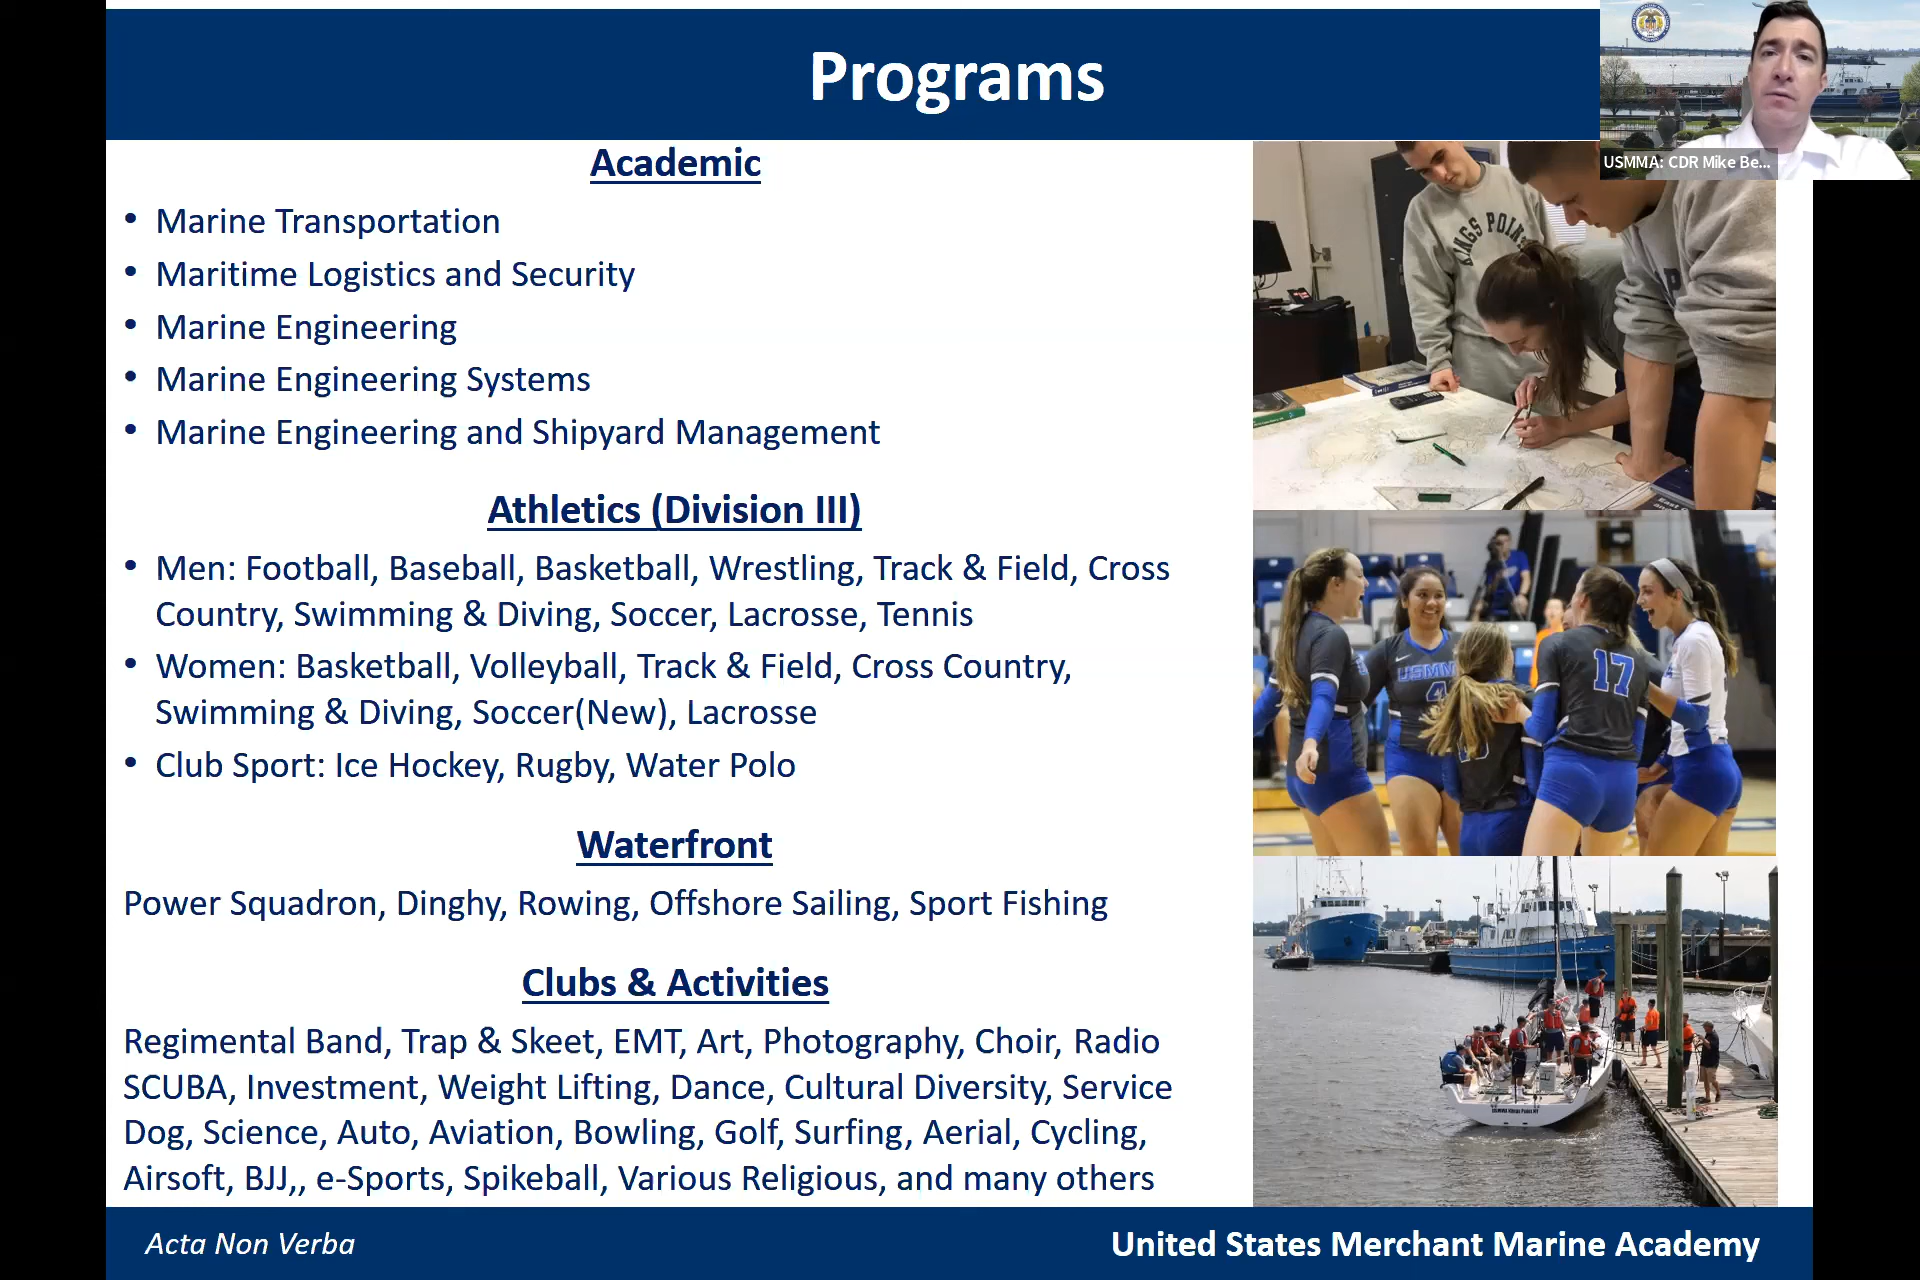 Programs
USMMA: CDR Mike Be...
Academic
• Marine Transportation
• Maritime Logistics and Security
• Marine Engineering
• Marine Engineering Systems
• Marine Engineering and Shipyard Management
Athletics (Division III)
• Men: Football, Baseball, Basketball, Wrestling, Track & Field, Cross
Country, Swimming & Diving, Soccer, Lacrosse, Tennis
• Women: Basketball, Volleyball, Track & Field, Cross Country,
Swimming & Diving, Soccer(New), Lacrosse
• Club Sport: Ice Hockey, Rugby, Water Polo
Waterfront
Power Squadron, Dinghy, Rowing, Offshore Sailing, Sport Fishing
Clubs & Activities
Regimental Band, Trap & Skeet, EMT, Art, Photography, Choir, Radio
SCUBA, Investment, Weight Lifting, Dance, Cultural Diversity, Service
Dog, Science, Auto, Aviation, Bowling, Golf, Surfing, Aerial, Cycling,
Airsoft, BJJ,, e-Sports, Spikeball, Various Religious, and many others
KINGS POIN
USMM
4
17
Acta Non Verba
United States Merchant Marine Academy